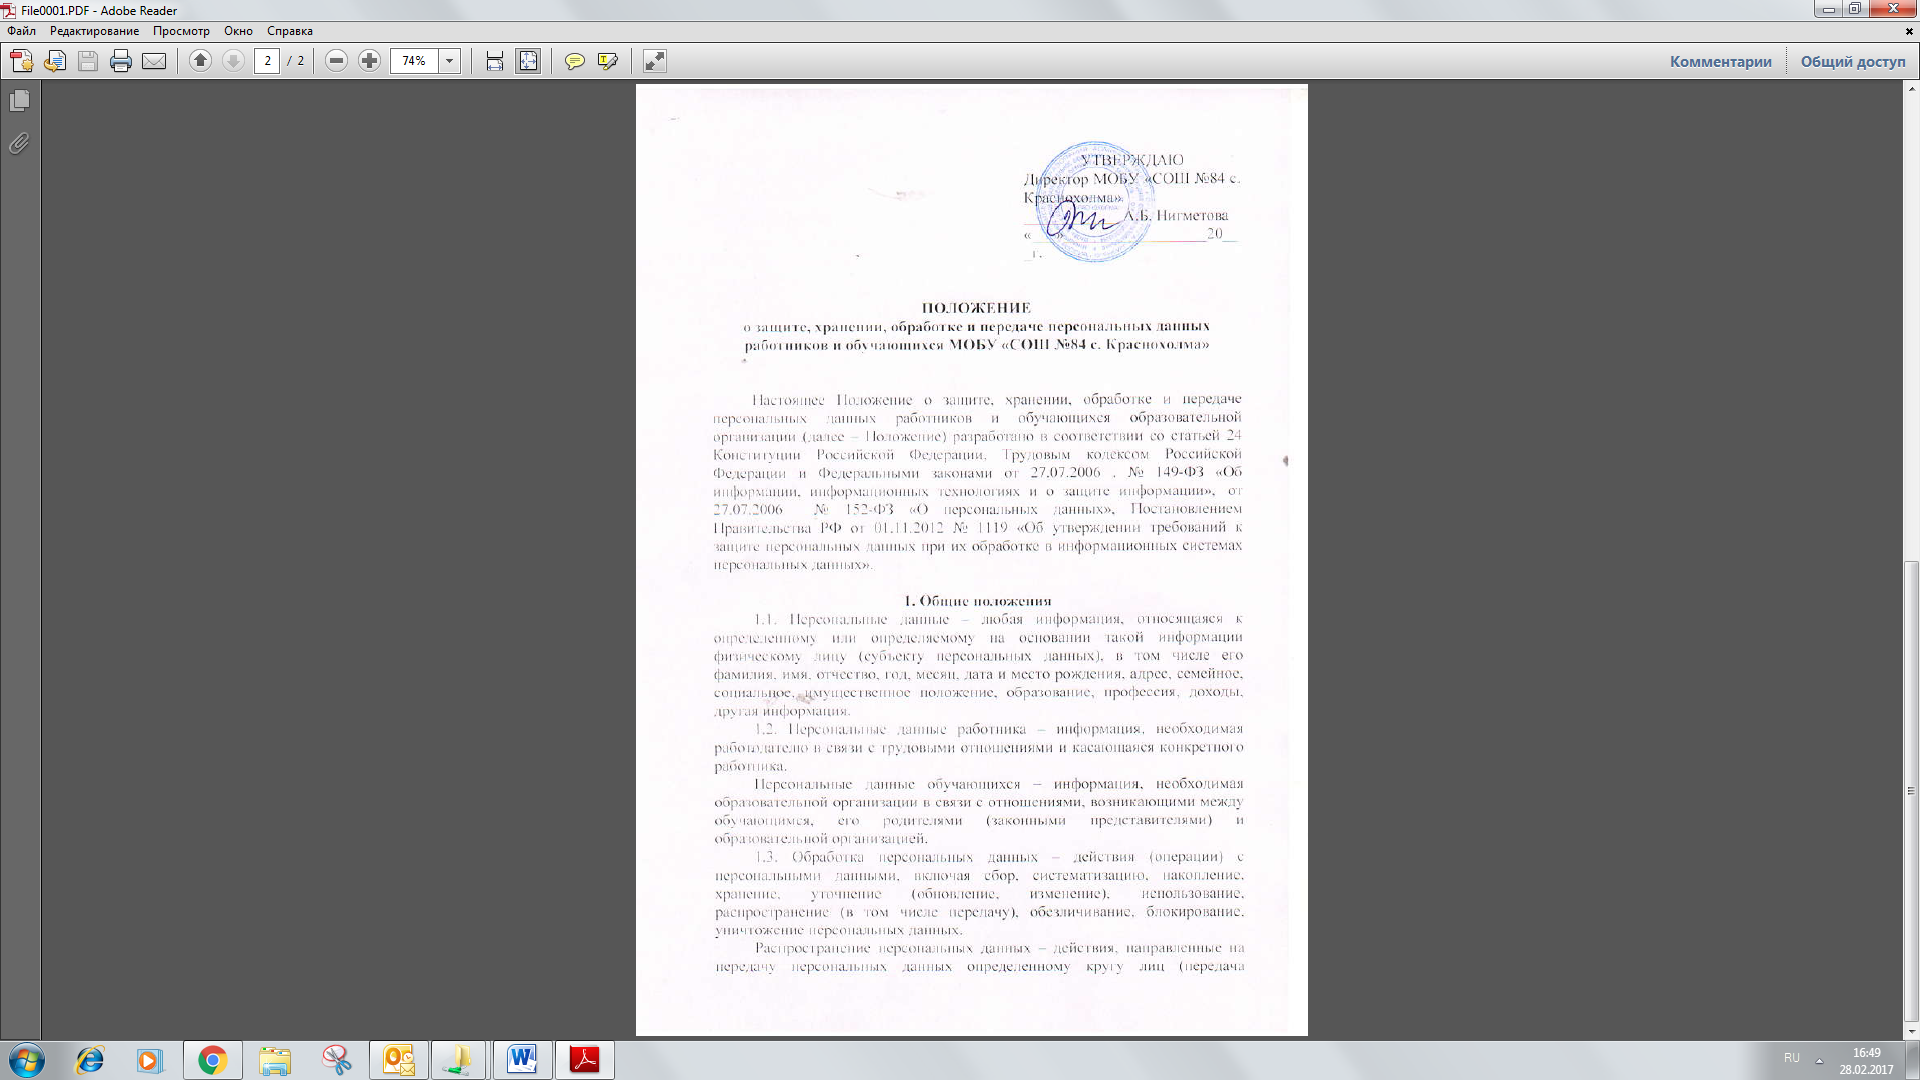 File0001.PDF - Adobe Reader
Файл Редактирование Просмотр Окно Справка
2 / 2 74% Комментарии Общий доступ
УТВЕРЖДАЮ
Директор МОБУ «СОШ №84 с.
Краснохолма»
А.Б. Нигметова
«___»____________________20__
_г.
ПОЛОЖЕНИЕ
о защите, хранении, обработке и передаче персональных данных
работников и обучающихся МОБУ «СОШ №84 с. Краснохолма»
Настоящее Положение о защите, хранении, обработке и передаче
персональных данных работников и обучающихся образовательной
организации (далее – Положение) разработано в соответствии со статьей 24
Конституции Российской Федерации, Трудовым кодексом Российской
Федерации и Федеральными законами от 27.07.2006 . № 149-ФЗ «Об
информации, информационных технологиях и о защите информации», от
27.07.2006 № 152-ФЗ «О персональных данных», Постановлением
Правительства РФ от 01.11.2012 № 1119 «Об утверждении требований к
защите персональных данных при их обработке в информационных системах
персональных данных».
1. Общие положения
1.1. Персональные данные – любая информация, относящаяся к
определенному или определяемому на основании такой информации
физическому лицу (субъекту персональных данных), в том числе его
фамилия, имя, отчество, год, месяц, дата и место рождения, адрес, семейное,
социальное, имущественное положение, образование, профессия, доходы,
другая информация.
1.2. Персональные данные работника – информация, необходимая
работодателю в связи с трудовыми отношениями и касающаяся конкретного
работника.
Персональные данные обучающихся – информация, необходимая
образовательной организации в связи с отношениями, возникающими между
обучающимся, его родителями (законными представителями) и
образовательной организацией.
1.3. Обработка персональных данных – действия (операции) с
персональными данными, включая сбор, систематизацию, накопление,
хранение, уточнение (обновление, изменение), использование,
распространение (в том числе передачу), обезличивание, блокирование,
уничтожение персональных данных.
Распространение персональных данных – действия, направленные на
передачу персональных данных определенному кругу лиц (передача
RU 16:49
28.02.2017